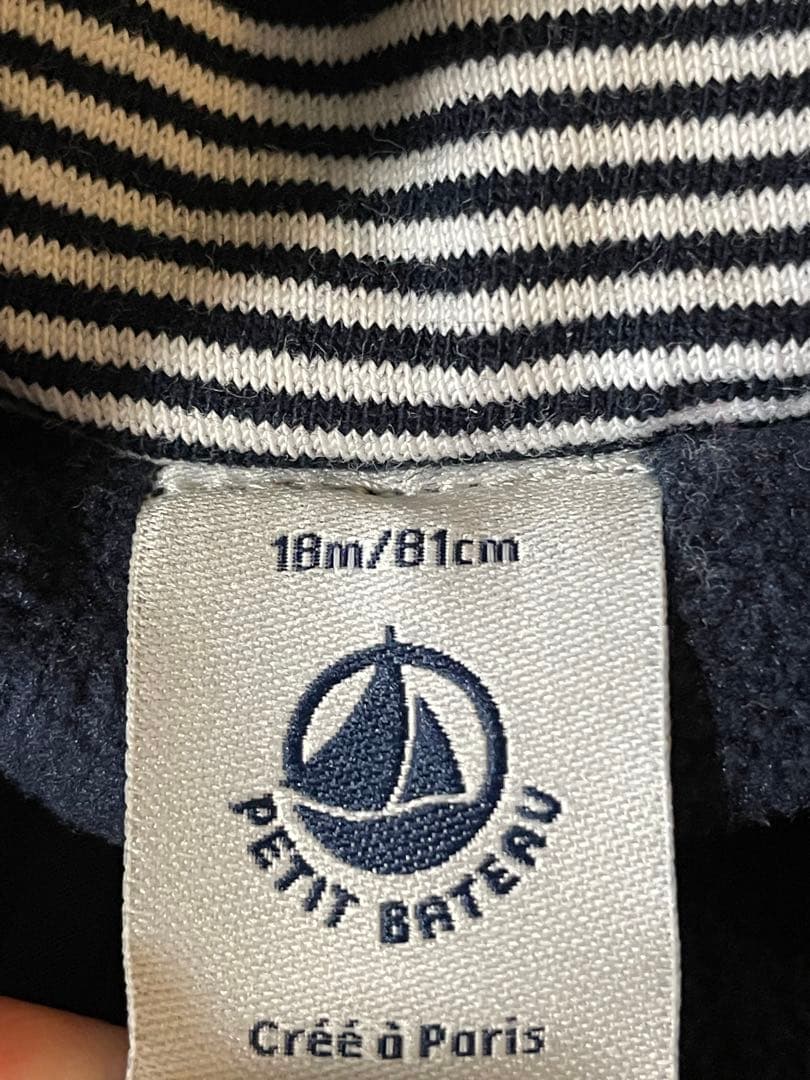 18m/81cm
PETIT BATEAU
Créé à Paris